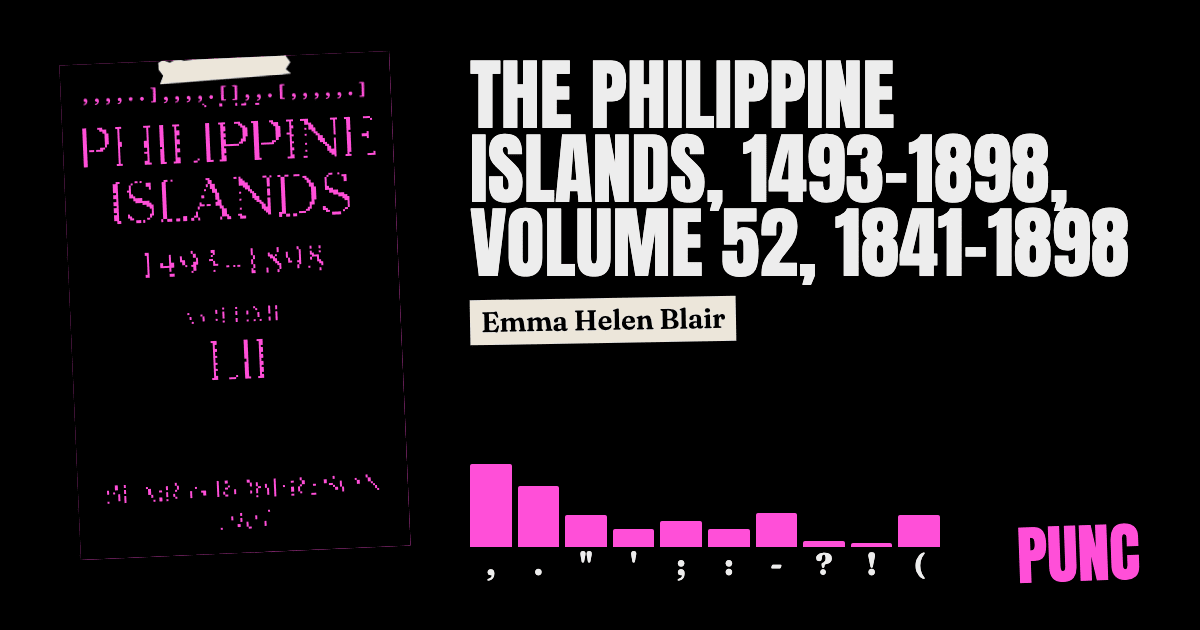 ,,,,..],,,,.[],,.[,,,,,.]
PHILIPPINE
ISLANDS
1493-1898
LII
THE PHILIPPINE
ISLANDS, 1493-1898,
VOLUME 52, 1841-1898
Emma Helen Blair
, . " ' ; : - ? ! (
PUNC